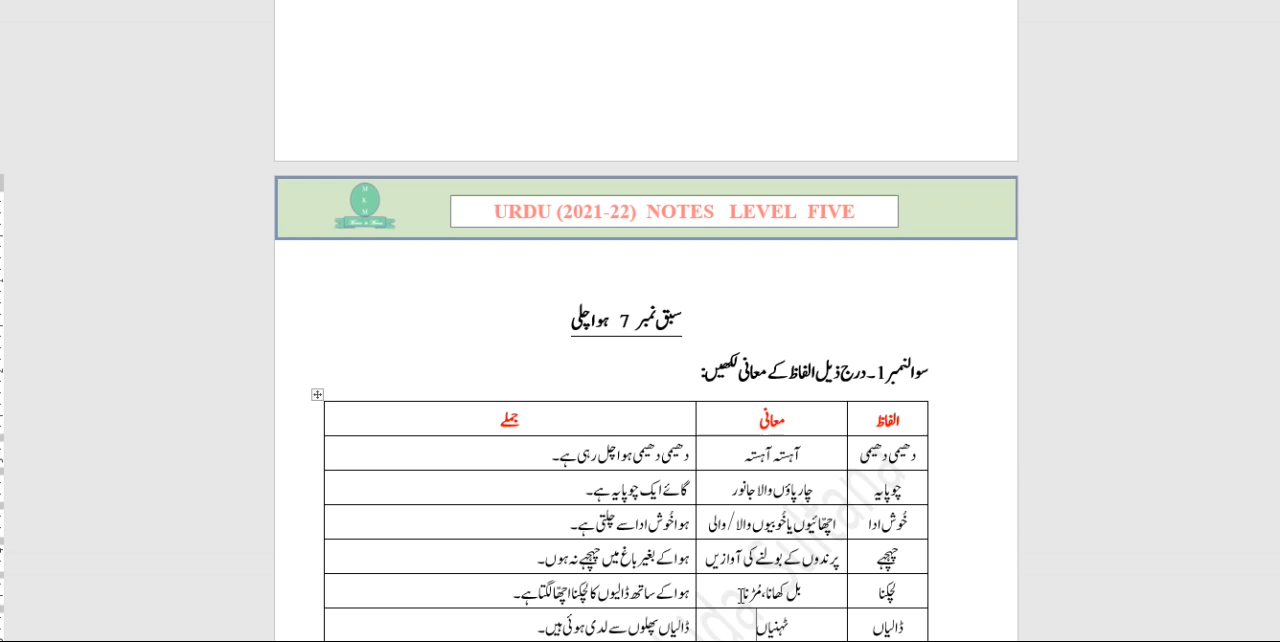 URDU (2021-22) NOTES LEVEL FIVE
سبق نمبر 7 ہوا چلی
سوالنمبر 1۔ درج ذیل الفاظ کے معانی لکھیں:
الفاظ معانی جملے
دھیمی دھیمی آہستہ آہستہ دھیمی دھیمی ہوا چل رہی ہے۔
چوپایہ چار پاؤں والا جانور گائے ایک چوپایہ ہے۔
خُوش ادا اچھّائیوں یا خُوبیوں والا/والی ہوا خُوش ادا سے چلتی ہے۔
چہچہے پرندوں کے بولنے کی آوازیں ہوا کے بغیر باغ میں چہچہے نہ ہوں۔
لچکنا بل کھانا،مُڑنا ہوا کے ساتھ ڈالیوں کا لچکنا اچھّا لگتا ہے۔
ڈالیاں ٹہنیاں ڈالیاں پھلوں سے لدی ہوئی ہیں۔